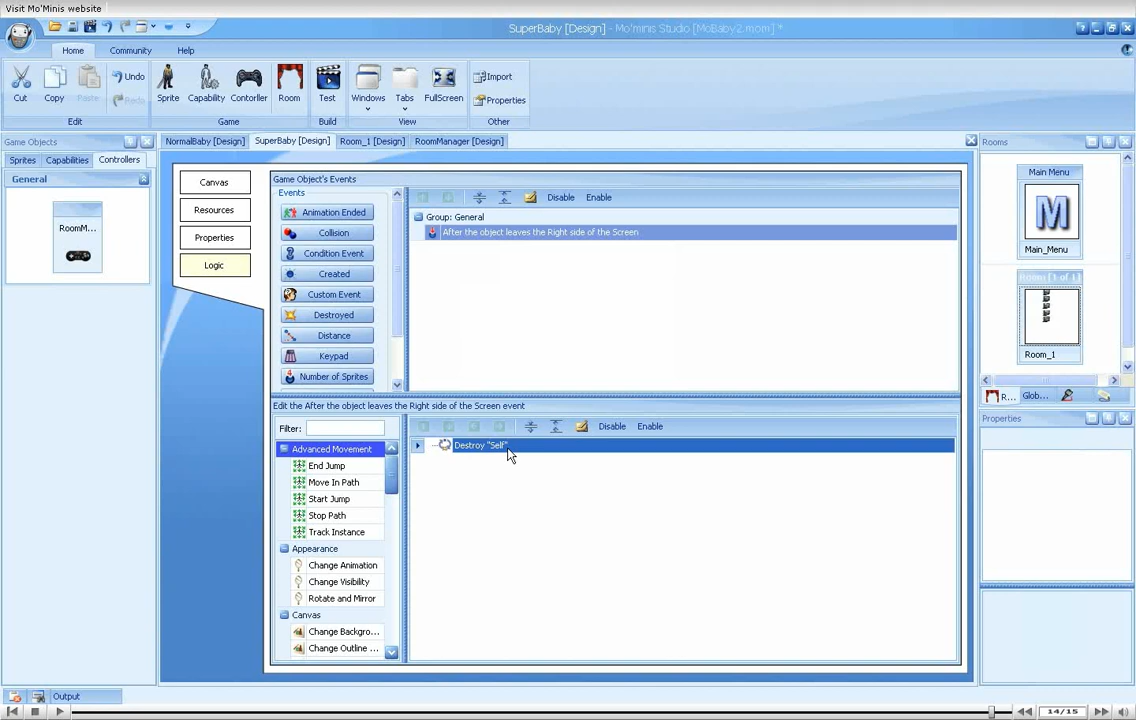 Visit Mo'Minis website
SuperBaby [Design] - Mo'minis Studio [MoBaby2.mom] *
Home Community Help
Cut Copy Paste Undo Redo
Sprite Capability Contorller Room Test Windows Tabs FullScreen Import Properties
Edit Game Build View Other
Game Objects
Sprites Capabilities Controllers
General
RoomM...
NormalBaby [Design] SuperBaby [Design] Room_1 [Design] RoomManager [Design]
Canvas
Resources
Properties
Logic
Game Object's Events
Events
Animation Ended
Collision
Condition Event
Created
Custom Event
Destroyed
Distance
Keypad
Number of Sprites
Disable Enable
Group: General
After the object leaves the Right side of the Screen
Edit the After the object leaves the Right side of the Screen event
Filter:
Disable Enable
Advanced Movement
End Jump
Move In Path
Start Jump
Stop Path
Track Instance
Appearance
Change Animation
Change Visibility
Rotate and Mirror
Canvas
Change Backgro...
Change Outline ...
Destroy "Self"
Rooms
Main Menu
M
Main_Menu
Room [1 of 1]
Room_1
R... Glob...
Properties
Output
14/15